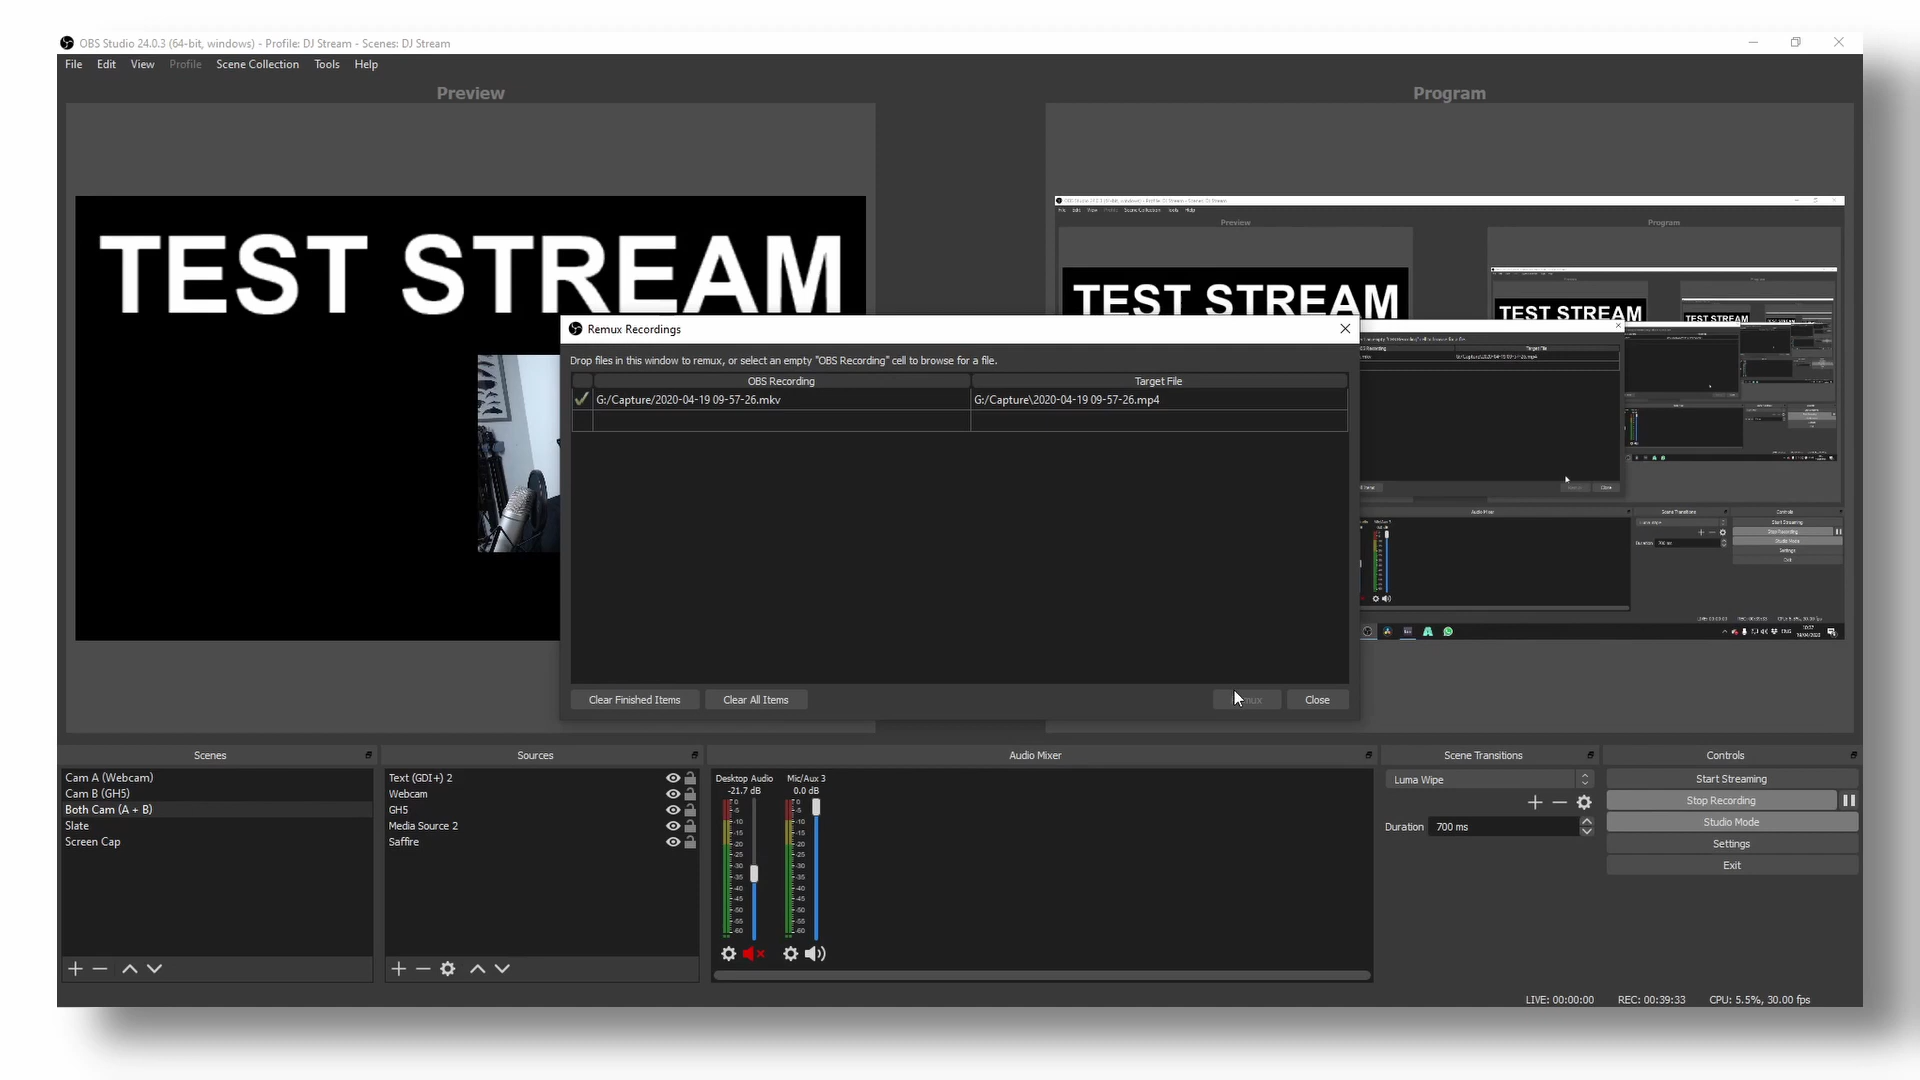 OBS Studio 24.0.3 (64-bit, windows) - Profile: DJ Stream - Scenes: DJ Stream
File Edit View Profile Scene Collection Tools Help
Preview
Program
TEST STREAM
Preview
Program
TEST STREAM
TEST STREAM
TEST STREAM
Remux Recordings
Drop files in this window to remux, or select an empty "OBS Recording" cell to browse for a file.
OBS Recording Target File
G:/Capture/2020-04-19 09-57-26.mkv G:/Capture\2020-04-19 09-57-26.mp4
Clear Finished Items Clear All Items Close
Scenes
Cam A (Webcam)
Cam B (GH5)
Both Cam (A + B)
Slate
Screen Cap
Sources
Text (GDI+) 2
Webcam
GH5
Media Source 2
Saffire
Audio Mixer
Desktop Audio Mic/Aux 3
-21.7 dB 0.0 dB
Scene Transitions
Luma Wipe
Duration 700 ms
Controls
Start Streaming
Stop Recording
Studio Mode
Settings
Exit
LIVE: 00:00:00 REC: 00:39:33 CPU: 5.5%, 30.00 fps